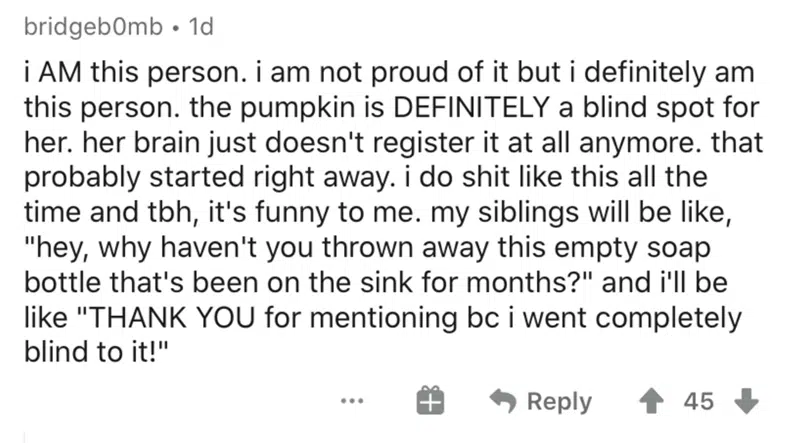 bridgeb0mb • 1d
i AM this person. i am not proud of it but i definitely am
this person. the pumpkin is DEFINITELY a blind spot for
her. her brain just doesn't register it at all anymore. that
probably started right away. i do shit like this all the
time and tbh, it's funny to me. my siblings will be like,
"hey, why haven't you thrown away this empty soap
bottle that's been on the sink for months?" and i'll be
like "THANK YOU for mentioning bc i went completely
blind to it!"
... Reply 45